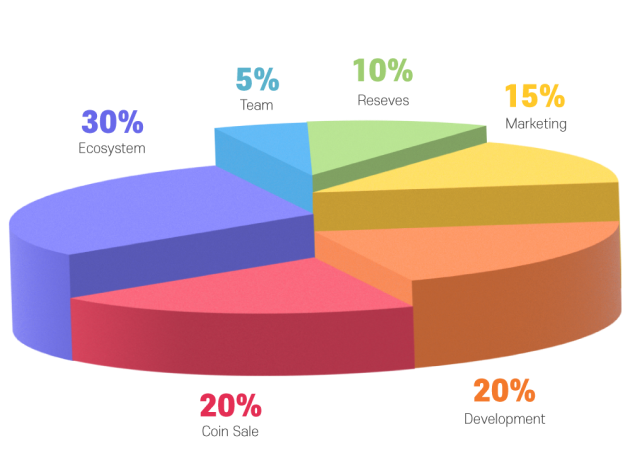 5%
Team
10%
Reseves
15%
Marketing
30%
Ecosystem
20%
Coin Sale
20%
Development